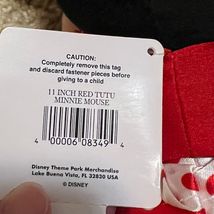 CAUTION:
Completely remove this tag
and discard fastener pieces before
giving to a child
11 INCH RED TUTU
MINNIE MOUSE
4 00006 08349 4
Disney Theme Park Merchandise
Lake Buena Vista, FL 32830 USA
© DISNEY